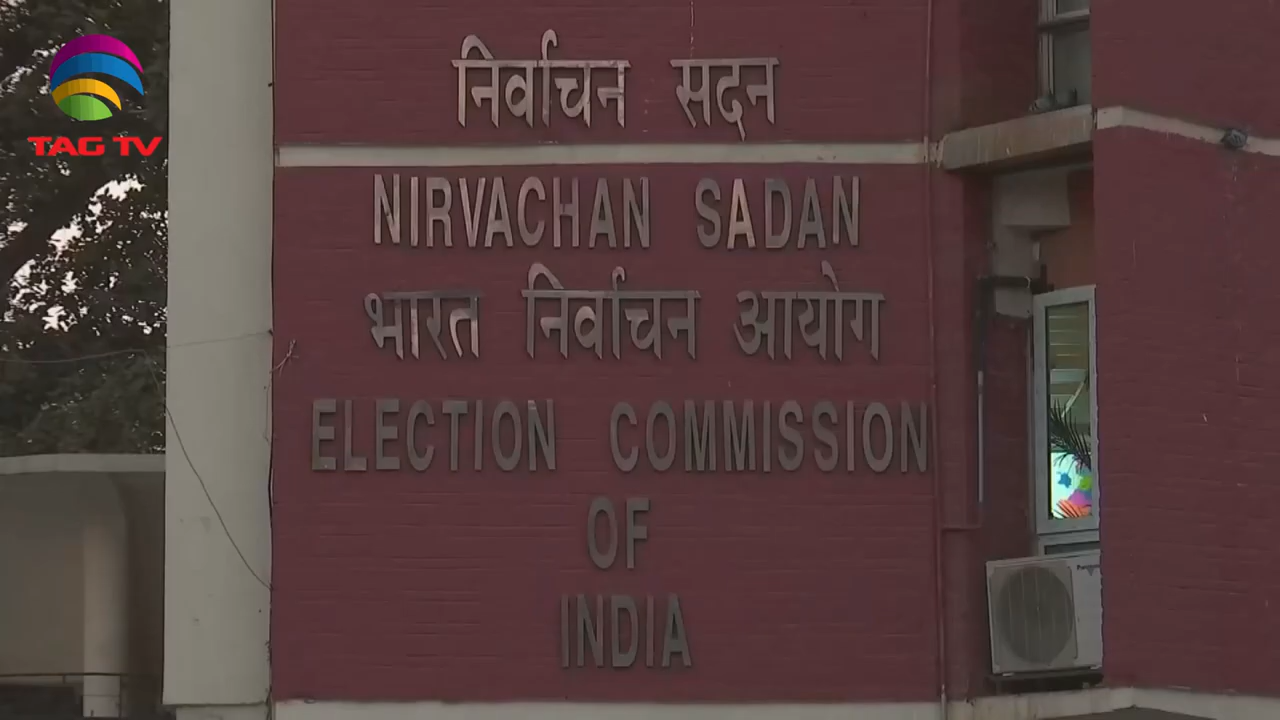 TAG TV
निर्वाचन सदन
NIRVACHAN SADAN
भारत निर्वाचन आयोग
ELECTION COMMISSION
OF
INDIA